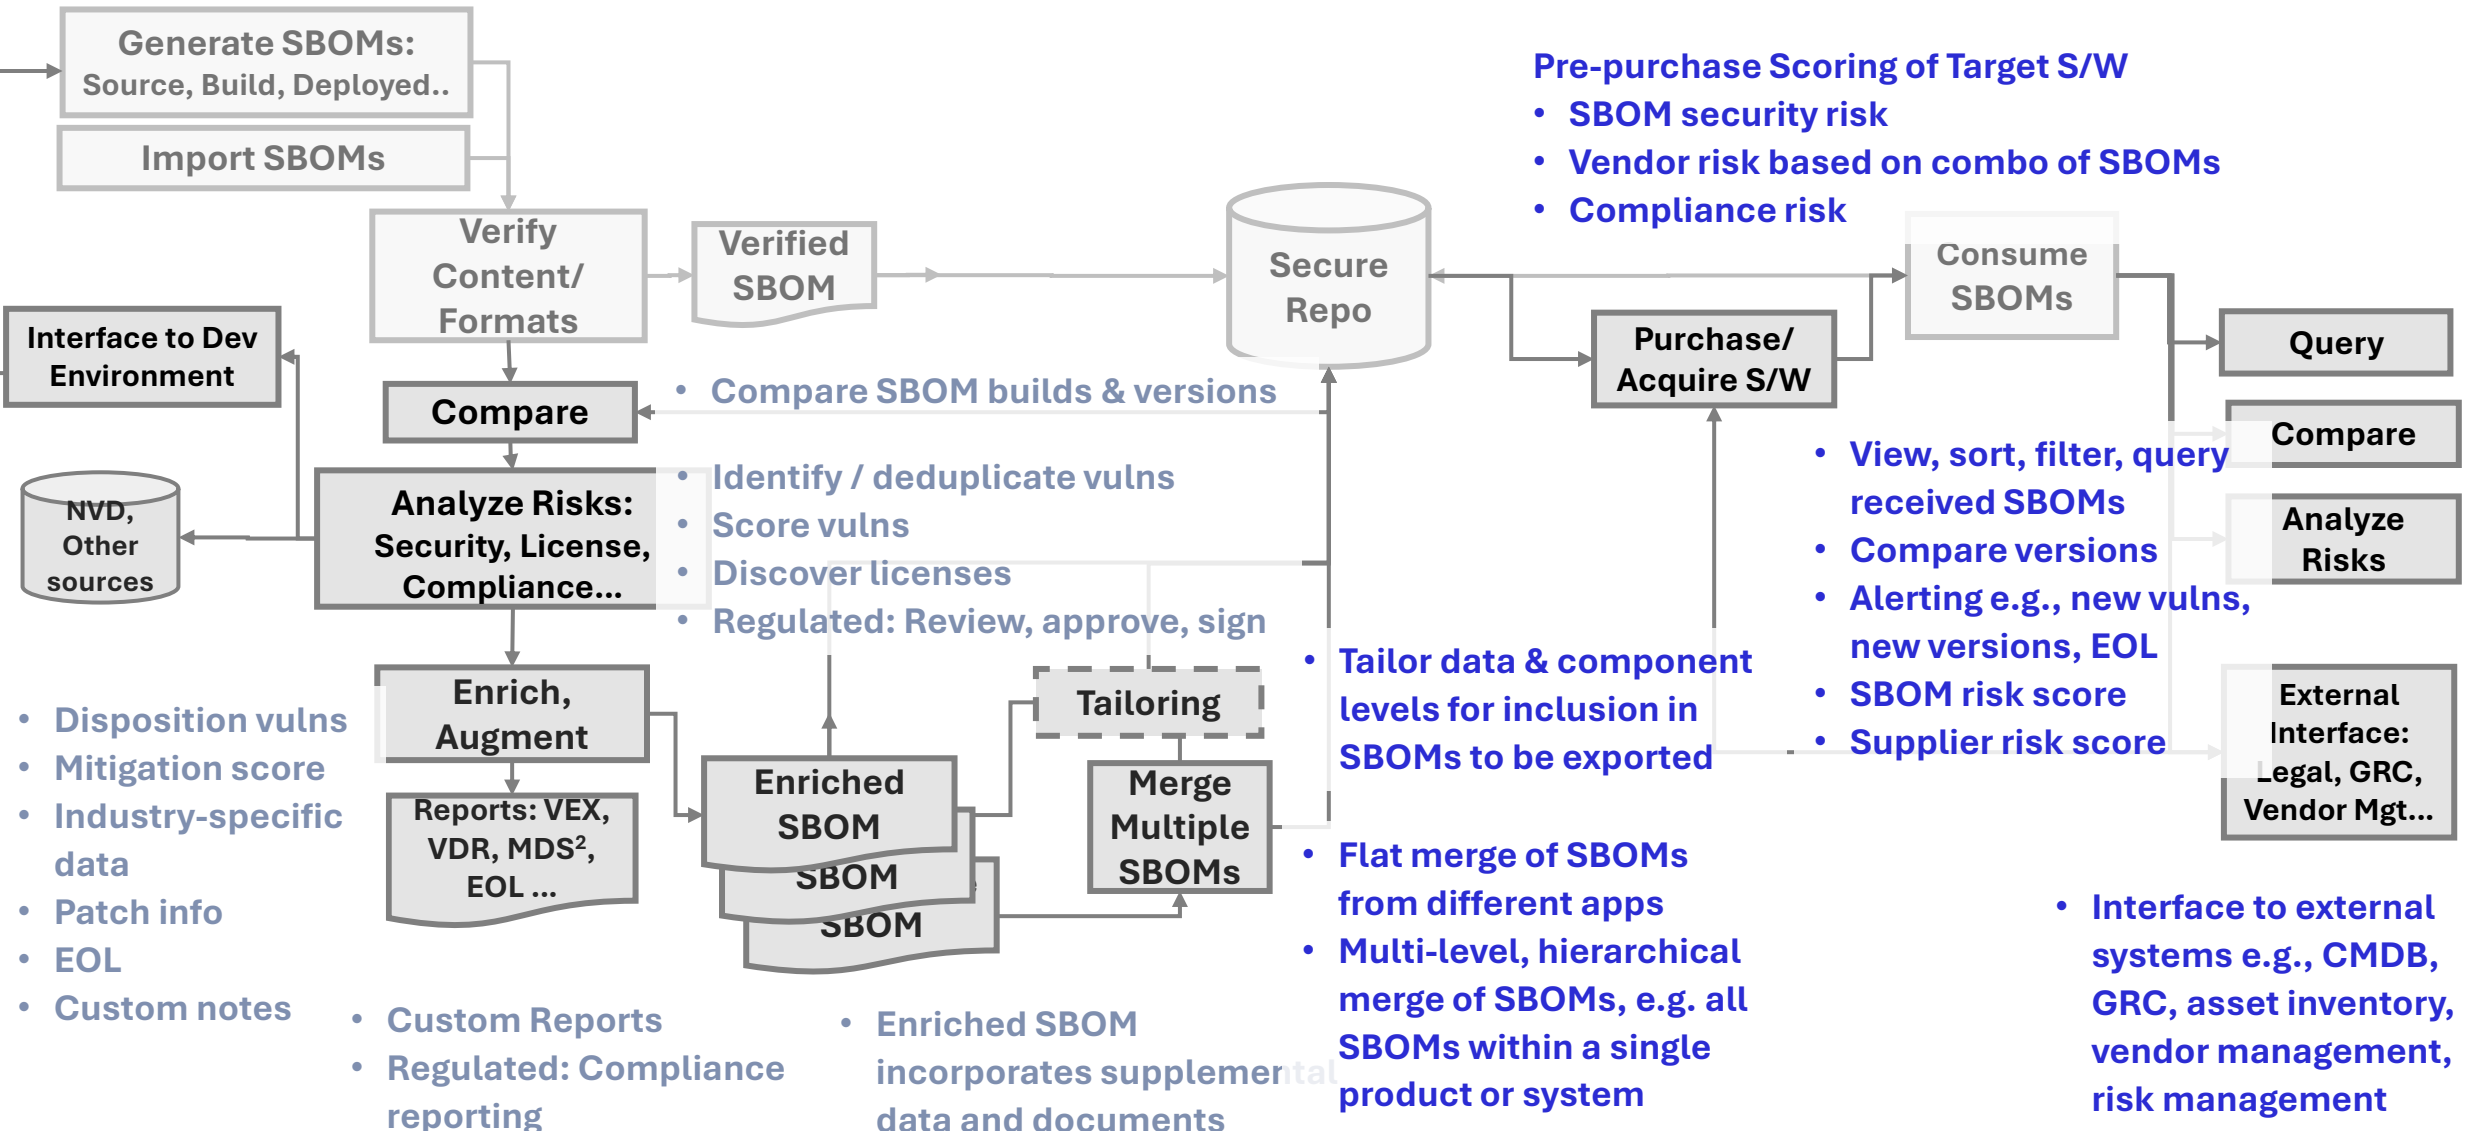 Generate SBOMs:
Source, Build, Deployed..
Import SBOMs
Verify
Content/
Formats
Verified
SBOM
Secure
Repo
Pre-purchase Scoring of Target S/W
• SBOM security risk
• Vendor risk based on combo of SBOMs
• Compliance risk
Consume
SBOMs
Purchase/
Acquire S/W
Interface to Dev
Environment
Compare
• Compare SBOM builds & versions
NVD,
Other
sources
Analyze Risks:
Security, License,
Compliance...
• Identify / deduplicate vulns
• Score vulns
• Discover licenses
• Regulated: Review, approve, sign
Query
Compare
Analyze
Risks
External
Interface:
Legal, GRC,
Vendor Mgt...
• View, sort, filter, query
received SBOMs
• Compare versions
• Alerting e.g., new vulns,
new versions, EOL
• SBOM risk score
• Supplier risk score
Enrich,
Augment
• Disposition vulns
• Mitigation score
• Industry-specific
data
• Patch info
• EOL
• Custom notes
Reports: VEX,
VDR, MDS²,
EOL ...
Enriched
SBOM
SBOM
SBOM
Tailoring
Merge
Multiple
SBOMs
• Tailor data & component
levels for inclusion in
SBOMs to be exported
• Flat merge of SBOMs
from different apps
• Multi-level, hierarchical
merge of SBOMs, e.g. all
SBOMs within a single
product or system
• Custom Reports
• Regulated: Compliance
reporting
• Enriched SBOM
incorporates supplemental
data and documents
• Interface to external
systems e.g., CMDB,
GRC, asset inventory,
vendor management,
risk management